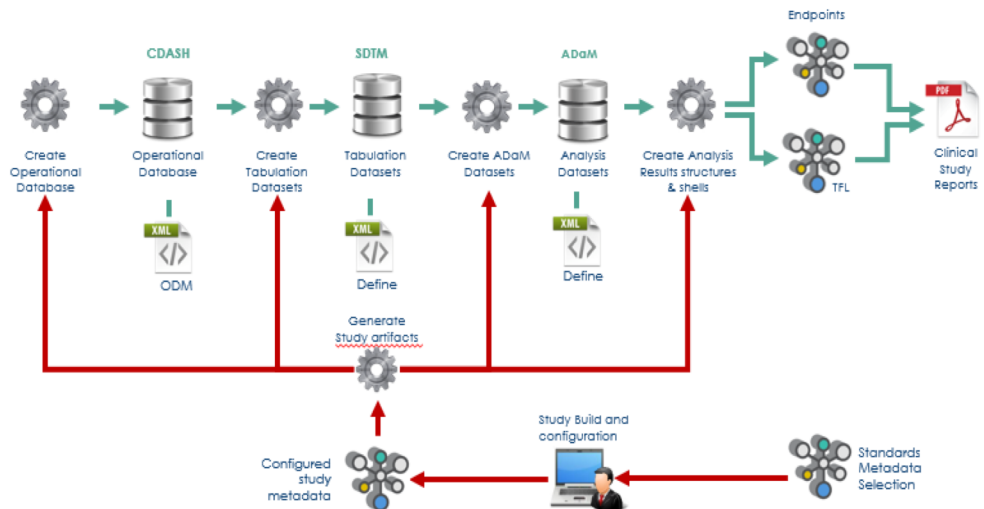 Endpoints
CDASH
SDTM
ADaM
PDF
Create
Operational
Database
Operational
Database
Create
Tabulation
Datasets
Tabulation
Datasets
Create ADaM
Datasets
Analysis
Datasets
Create Analysis
Results structures
& shells
TFL
Clinical
Study
Reports
XML
</>
ODM
XML
</>
Define
XML
</>
Define
Generate
Study artifacts
Study Build and
configuration
Configured
study
metadata
Standards
Metadata
Selection